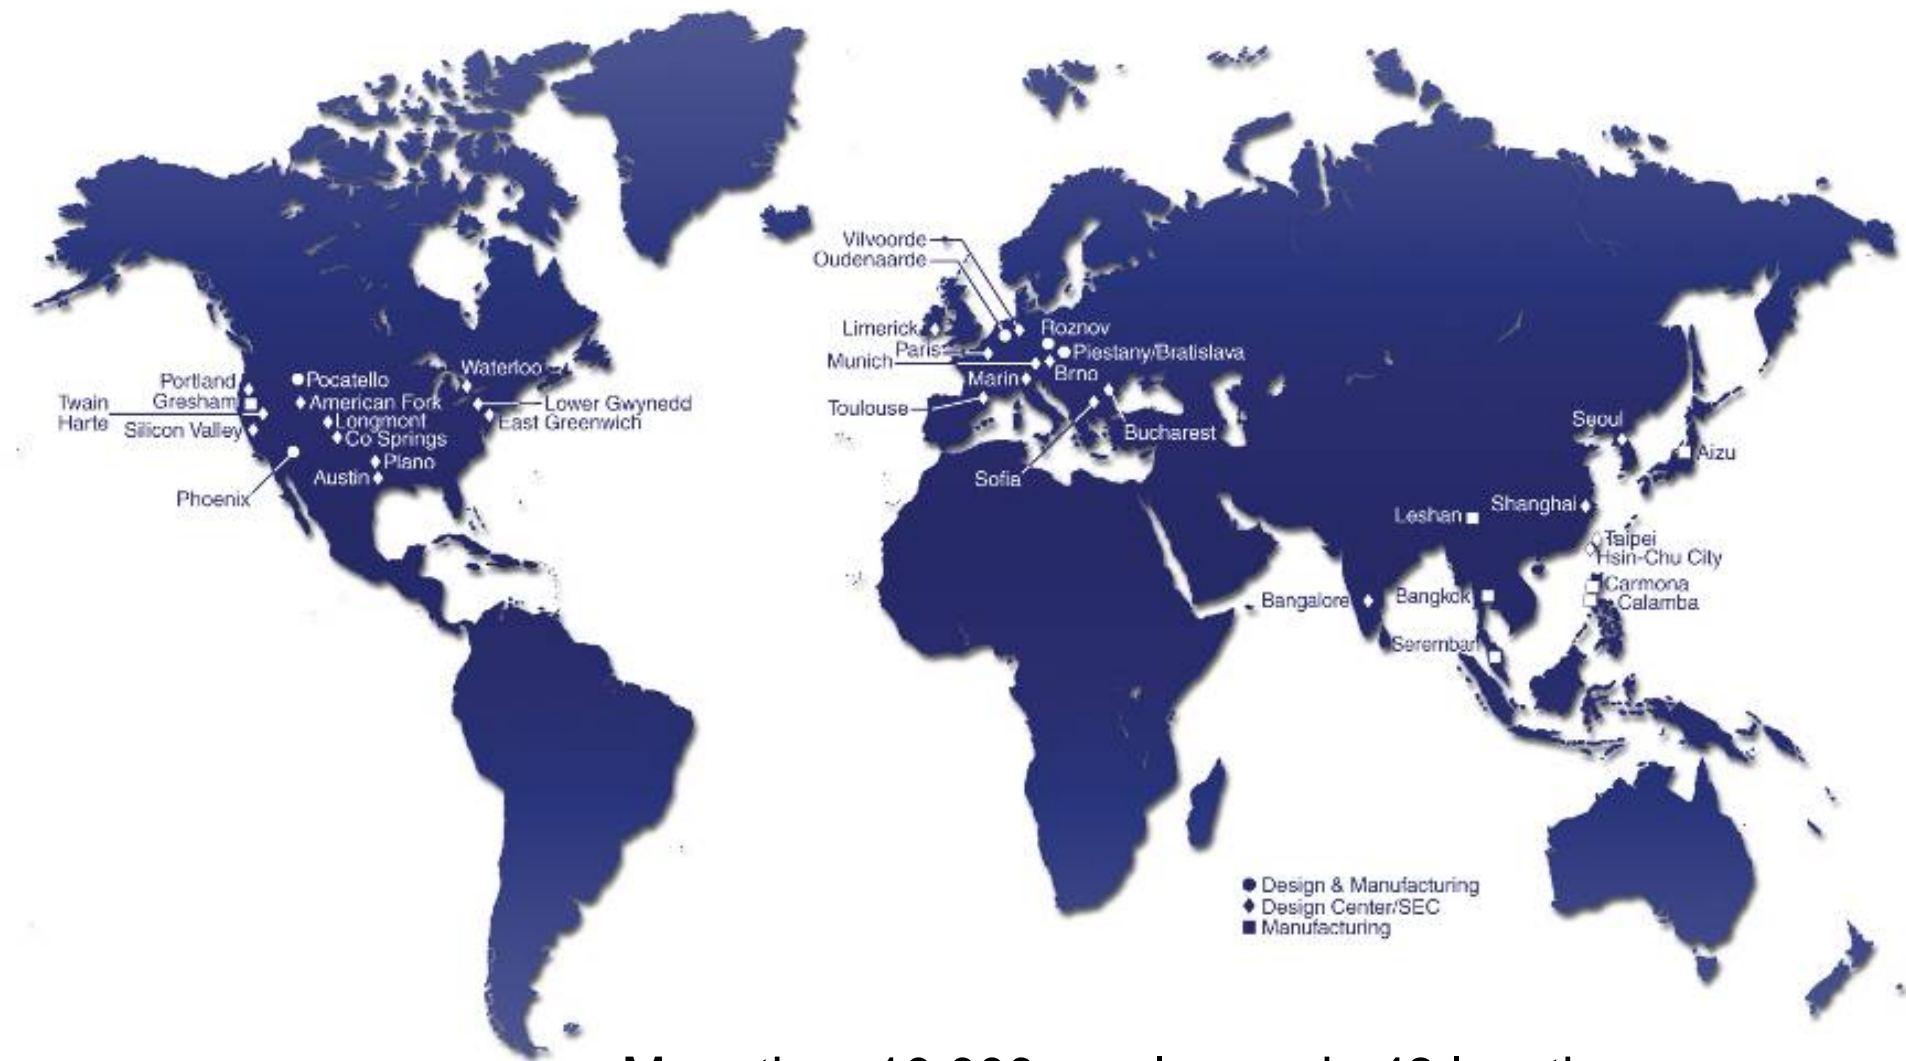 Vilvoorde
Oudenaarde
Limerick
Roznov
Paris
Munich
Piestany/Bratislava
Marin
Brno
Toulouse
Bucharest
Sofia
Waterloo
Portland
Pocatello
Gresham
American Fork
Lower Gwynedd
Twain
Harte
Longmont
East Greenwich
Silicon Valley
Co Springs
Plano
Austin
Phoenix
Seoul
Aizu
Shanghai
Leshan
Taipei
Hsin-Chu City
Carmona
Bangalore
Bangkok
Calamba
Seremban
Design & Manufacturing
Design Center/SEC
Manufacturing